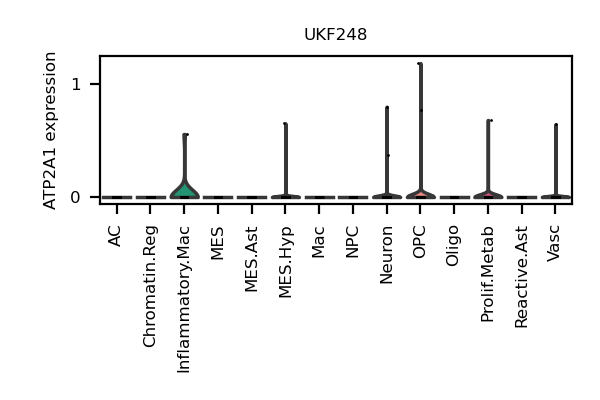 UKF248
ATP2A1 expression
1
0
AC
Chromatin.Reg
Inflammatory.Mac
MES
MES.Ast
MES.Hyp
Mac
NPC
Neuron
OPC
Oligo
Prolif.Metab
Reactive.Ast
Vasc